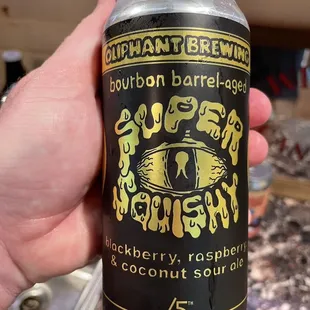 OLIPHANT BREWING
bourbon barrel-aged
SUPER
SQUISHY
blackberry, raspberry
& coconut sour ale